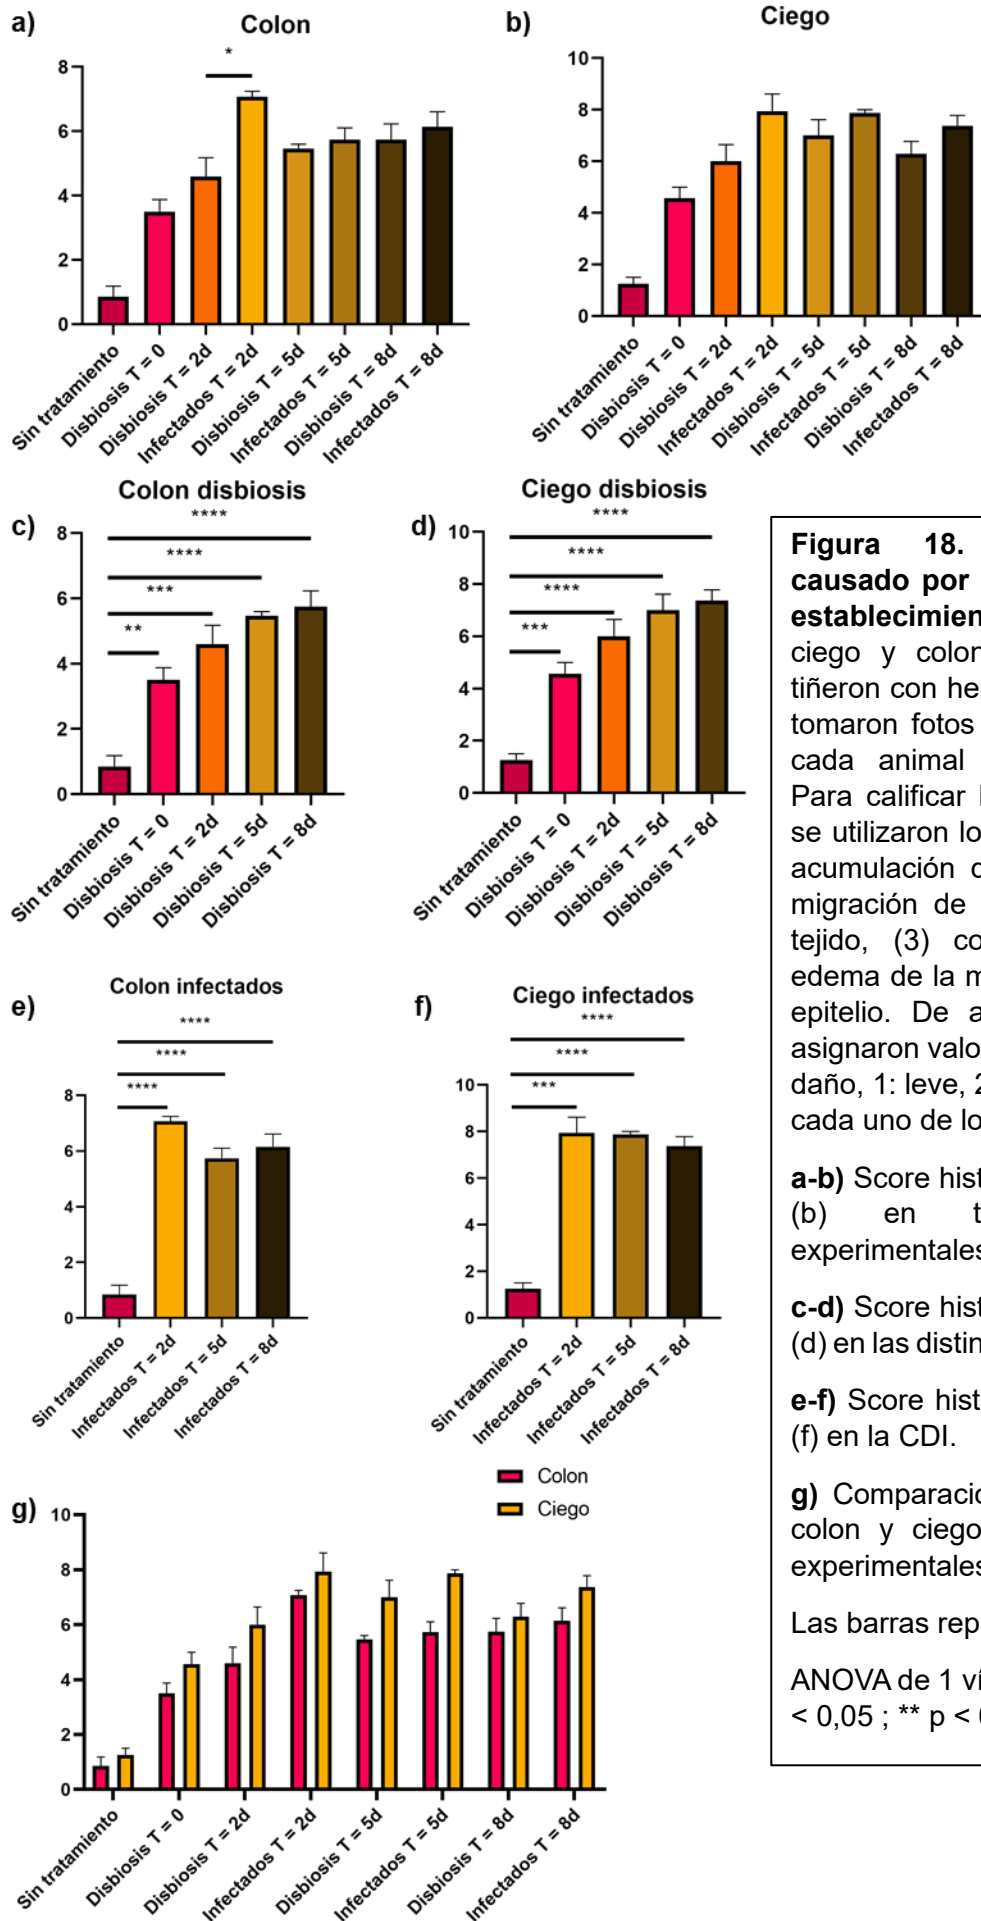 a)
Colon
*
8
6
4
2
0
Sin tratamiento
Disbiosis T = 0
Disbiosis T = 2d
Infectados T = 2d
Disbiosis T = 5d
Infectados T = 5d
Disbiosis T = 8d
Infectados T = 8d
b)
Ciego
10
8
6
4
2
0
Sin tratamiento
Disbiosis T = 0
Disbiosis T = 2d
Infectados T = 2d
Disbiosis T = 5d
Infectados T = 5d
Disbiosis T = 8d
Infectados T = 8d
c)
Colon disbiosis
****
****
***
**
8
6
4
2
0
Sin tratamiento
Disbiosis T = 0
Disbiosis T = 2d
Disbiosis T = 5d
Disbiosis T = 8d
d)
Ciego disbiosis
****
****
****
***
10
8
6
4
2
0
Sin tratamiento
Disbiosis T = 0
Disbiosis T = 2d
Disbiosis T = 5d
Disbiosis T = 8d
e)
Colon infectados
****
****
****
8
6
4
2
0
Sin tratamiento
Infectados T = 2d
Infectados T = 5d
Infectados T = 8d
f)
Ciego infectados
****
****
***
10
8
6
4
2
0
Sin tratamiento
Infectados T = 2d
Infectados T = 5d
Infectados T = 8d
g)
Colon
Ciego
10
8
6
4
2
0
Sin tratamiento
Disbiosis T = 0
Disbiosis T = 2d
Infectados T = 2d
Disbiosis T = 5d
Infectados T = 5d
Disbiosis T = 8d
Infectados T = 8d
Figura 18.
causado por
establecimien
ciego y colon
tiñeron con he
tomaron fotos
cada animal
Para calificar
se utilizaron lo
acumulación
migración de
tejido, (3) co
edema de la m
epitelio. De a
asignaron valo
daño, 1: leve, 2
cada uno de lo
a-b) Score hist
(b) en t
experimentales
c-d) Score hist
(d) en las distin
e-f) Score hist
(f) en la CDI.
g) Comparació
colon y ciego
experimentales
Las barras rep
ANOVA de 1 ví
< 0,05 ; ** p <